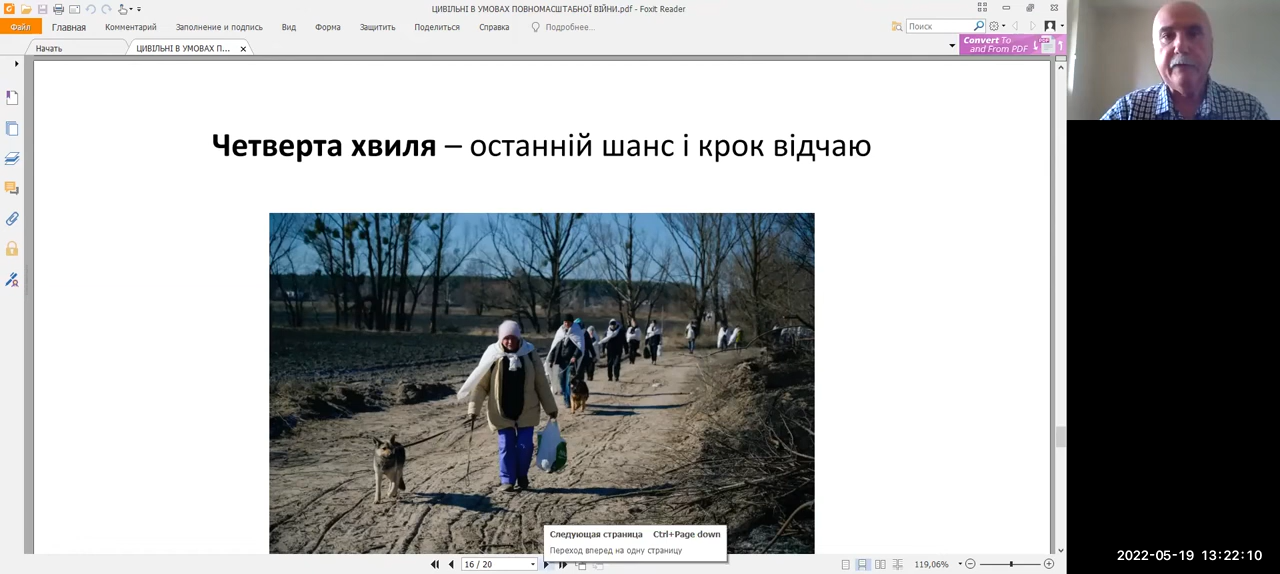 ЦИВІЛЬНІ В УМОВАХ ПОВНОМАСШТАБНОЇ ВІЙНИ.pdf - Foxit Reader
Файл Главная Комментарий Заполнение и подпись Вид Форма Защитить Поделиться Справка Подробнее... Поиск
Начать ЦИВИЛЬНІ В УМОВАХ П...
Convert To
and From PDF
Четверта хвиля – останній шанс і крок відчаю
Следующая страница Ctrl+Page down
Переход вперед на одну страницу
16 / 20 119,06%
2022-05-19 13:22:10